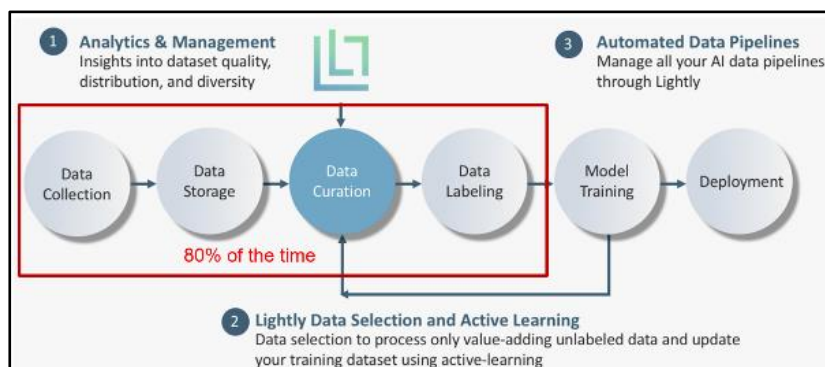 1 Analytics & Management
Insights into dataset quality,
distribution, and diversity
3 Automated Data Pipelines
Manage all your AI data pipelines
through Lightly
Data
Collection
Data
Storage
Data
Curation
Data
Labeling
Model
Training
Deployment
80% of the time
2 Lightly Data Selection and Active Learning
Data selection to process only value-adding unlabeled data and update
your training dataset using active-learning